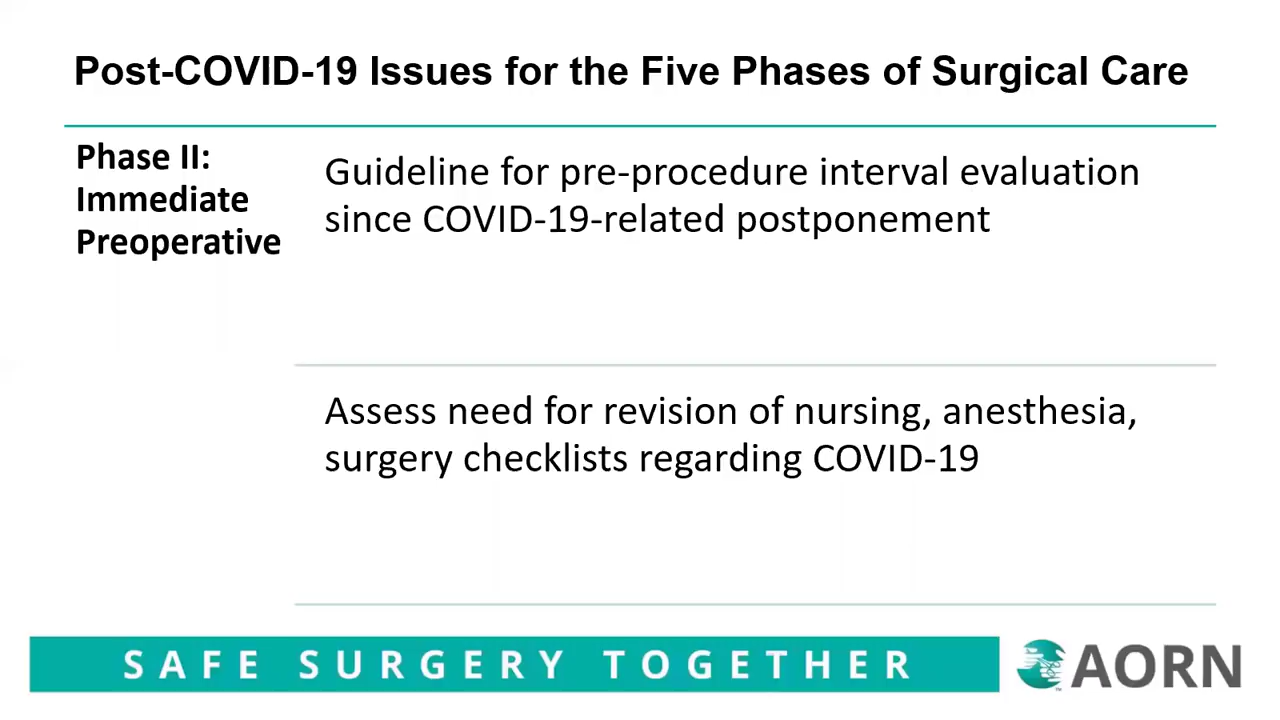 Post-COVID-19 Issues for the Five Phases of Surgical Care
Phase II:
Immediate
Preoperative
Guideline for pre-procedure interval evaluation
since COVID-19-related postponement
Assess need for revision of nursing, anesthesia,
surgery checklists regarding COVID-19
SAFE SURGERY TOGETHER
AORN